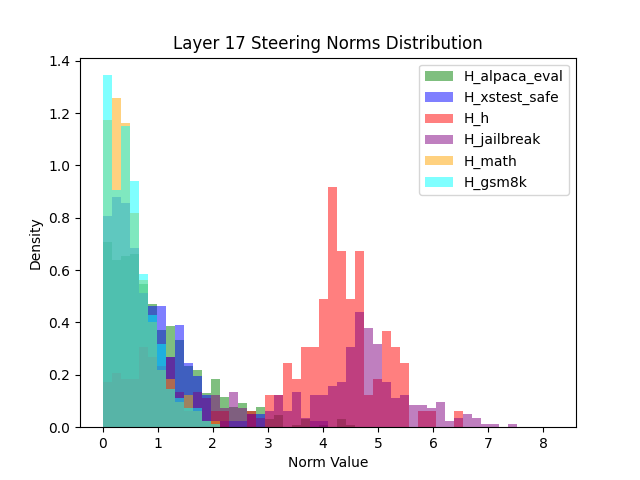 Layer 17 Steering Norms Distribution
H_alpaca_eval
H_xstest_safe
H_h
H_jailbreak
H_math
H_gsm8k
Density
1.4
1.2
1.0
0.8
0.6
0.4
0.2
0.0
0 1 2 3 4 5 6 7 8
Norm Value